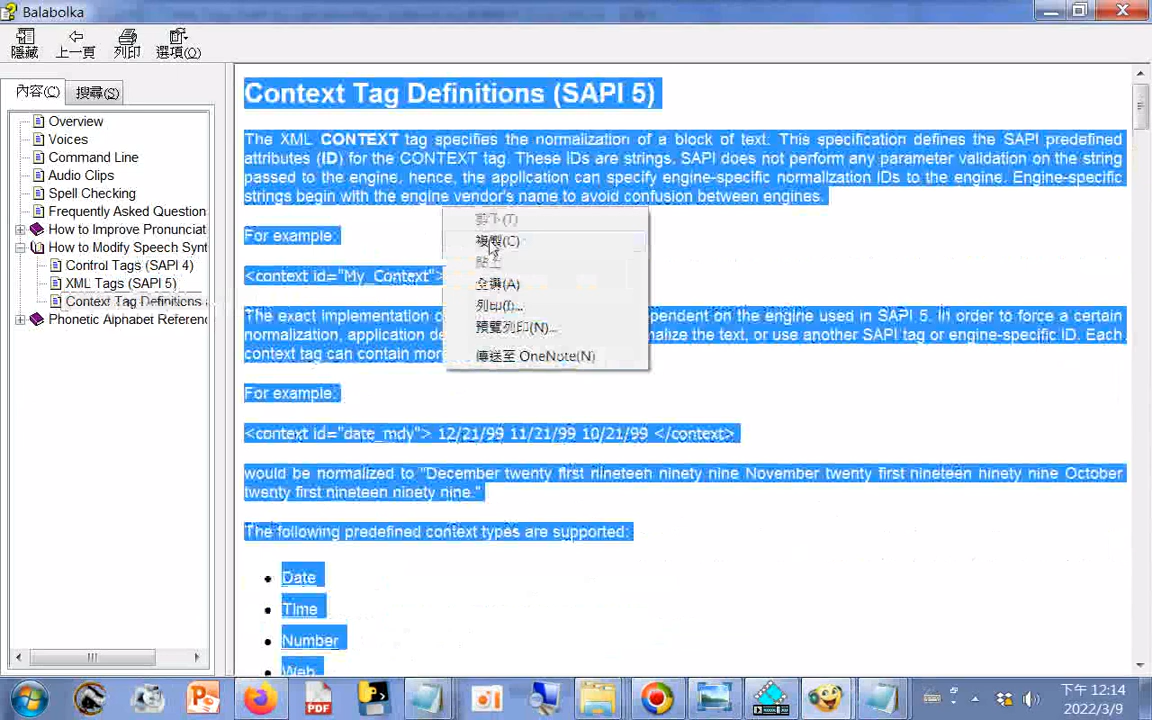 Balabolka
隱藏 上一頁 列印 選項(O)
內容(C) 搜尋(S)
Overview
Voices
Command Line
Audio Clips
Spell Checking
Frequently Asked Question
How to Improve Pronunciat
How to Modify Speech Synt
Control Tags (SAPI 4)
XML Tags (SAPI 5)
Context Tag Definitions
Phonetic Alphabet Referenc
Context Tag Definitions (SAPI 5)
The XML CONTEXT tag specifies the normalization of a block of text. This specification defines the SAPI predefined
attributes (ID) for the CONTEXT tag. These IDs are strings. SAPI does not perform any parameter validation on the string
passed to the engine, hence, the application can specify engine-specific normalization IDs to the engine. Engine-specific
strings begin with the engine vendor's name to avoid confusion between engines.
For example:
<context id="My_Context">
The exact implementation pendent on the engine used in SAPI 5. In order to force a certain
normalization, application alize the text, or use another SAPI tag or engine-specific ID. Each
context tag can contain mor
For example:
<context id="date_mdy"> 12/21/99 11/21/99 10/21/99 </context>
would be normalized to "December twenty first nineteen ninety nine November twenty first nineteen ninety nine October
twenty first nineteen ninety nine."
The following predefined context types are supported:
Date
Time
Number
Web
剪下(T)
複製(C)
貼上
全選(A)
列印(I)...
預覽列印(N)...
傳送至 OneNote(N)
PDF
下午 12:14
2022/3/9